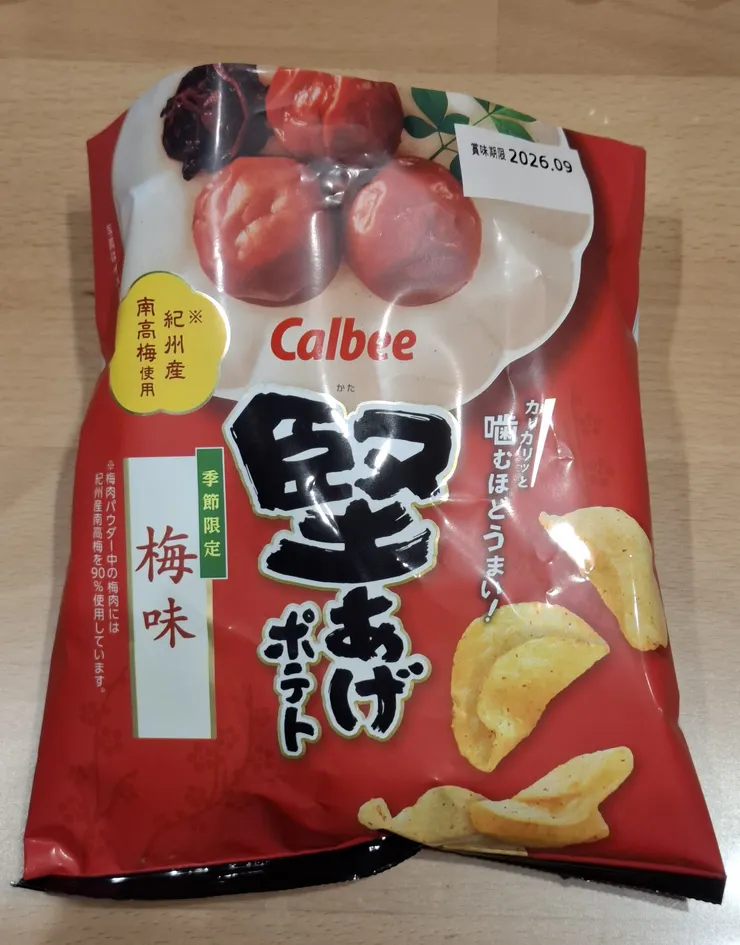 賞味期限 2026.09
※
紀州産
南高梅使用
Calbee
かた
堅あげ
ポテト
カリカリッと
噛むほどうまい!
季節限定
梅味
※梅肉パウダー中の梅肉には
紀州産南高梅を90%使用しています。
写真は